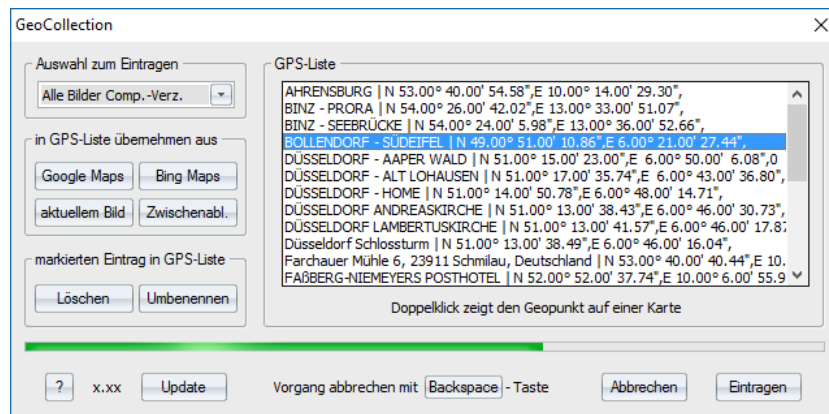 GeoCollection
Auswahl zum Eintragen
Alle Bilder Comp.-Verz.
in GPS-Liste übernehmen aus
Google Maps Bing Maps
aktuellem Bild Zwischenabl.
markierten Eintrag in GPS-Liste
Löschen Umbenennen
GPS-Liste
AHRENSBURG | N 53.00° 40.00' 54.58",E 10.00° 14.00' 29.30",
BINZ - PRORA | N 54.00° 26.00' 42.02",E 13.00° 33.00' 51.07",
BINZ - SEEBRÜCKE | N 54.00° 24.00' 5.98",E 13.00° 36.00' 52.66",
BOLLENDORF - SÜDEIFEL | N 49.00° 51.00' 10.86",E 6.00° 21.00' 27.44",
DÜSSELDORF - AAPER WALD | N 51.00° 15.00' 23.00",E 6.00° 50.00' 6.08",0
DÜSSELDORF - ALT LOHAUSEN | N 51.00° 17.00' 35.74",E 6.00° 43.00' 36.80",
DÜSSELDORF - HOME | N 51.00° 14.00' 50.78",E 6.00° 48.00' 14.71",
DÜSSELDORF ANDREASKIRCHE | N 51.00° 13.00' 38.43",E 6.00° 46.00' 30.73",
DÜSSELDORF LAMBERTUSKIRCHE | N 51.00° 13.00' 41.57",E 6.00° 46.00' 17.87
Düsseldorf Schlossturm | N 51.00° 13.00' 38.49",E 6.00° 46.00' 16.04",
Farchauer Mühle 6, 23911 Schmilau, Deutschland | N 53.00° 40.00' 40.44",E 10.
FAßBERG-NIEMEYERS POSTHOTEL | N 52.00° 52.00' 37.74",E 10.00° 6.00' 55.9
Doppelklick zeigt den Geopunkt auf einer Karte
? x.xx Update Vorgang abbrechen mit Backspace - Taste Abbrechen Eintragen